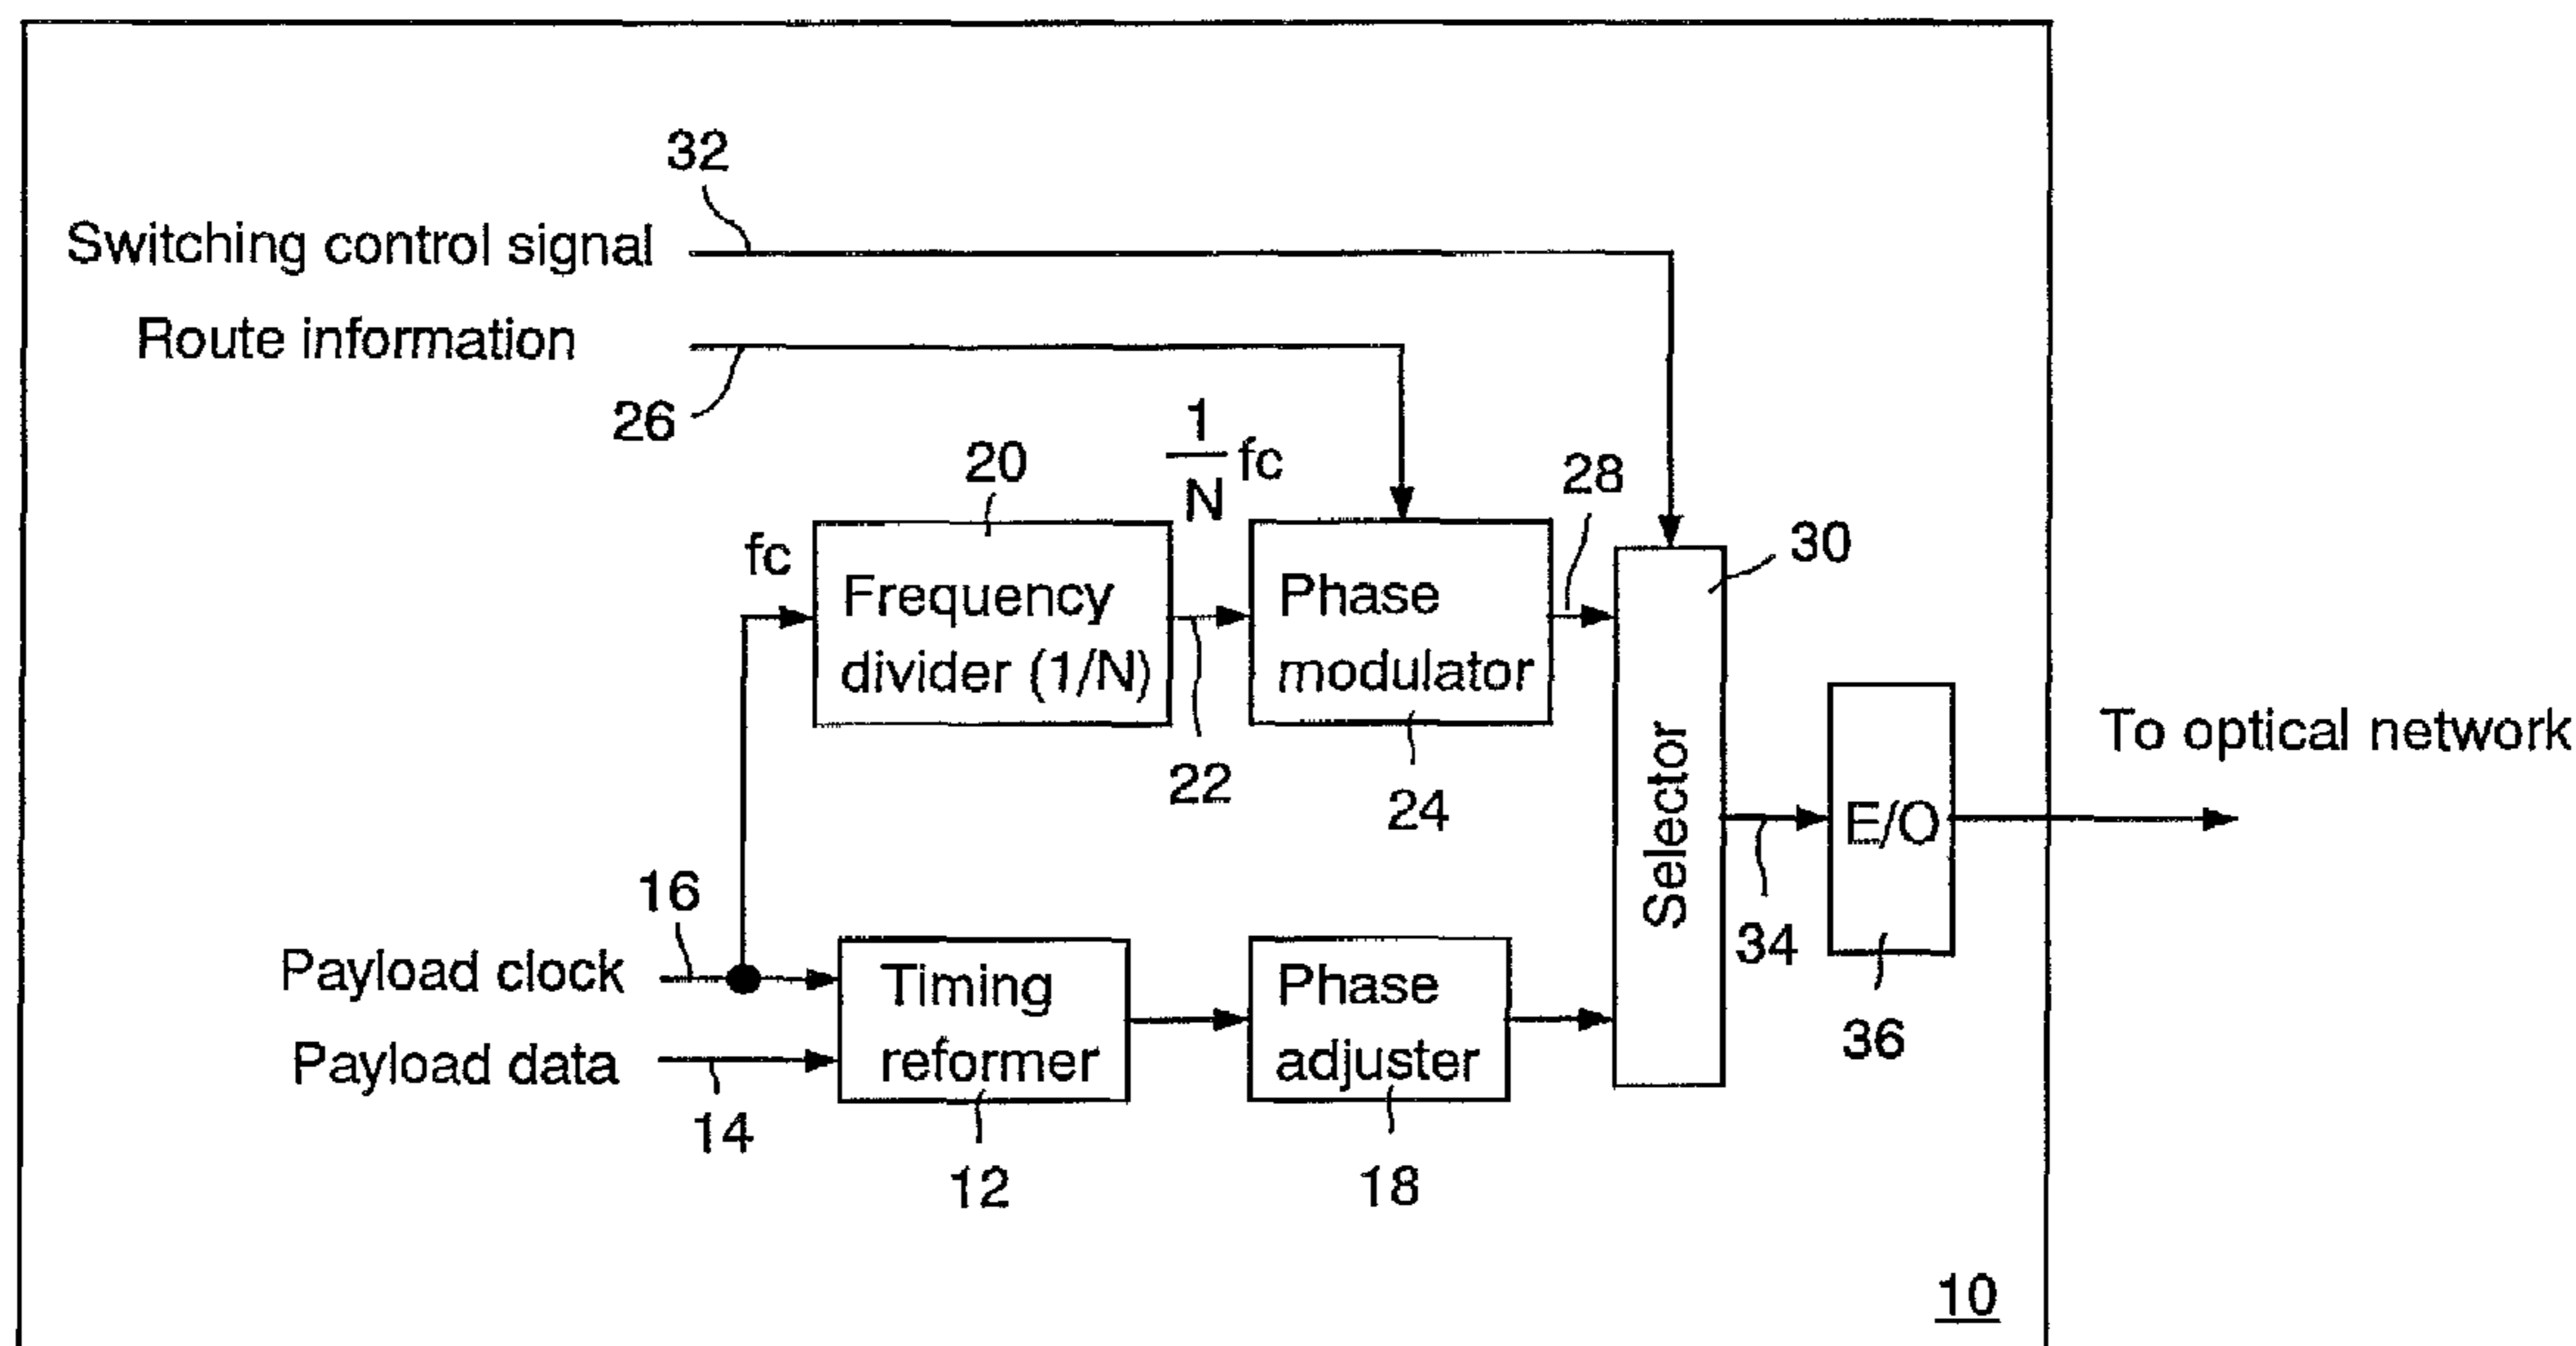 32
Switching control signal
Route information
26
1
N
fc
20
28
30
fc
Frequency
divider (1/N)
Phase
modulator
22
24
Selector
E/O
To optical network
34
36
16
Payload clock
Payload data
14
Timing
reformer
12
Phase
adjuster
18
10